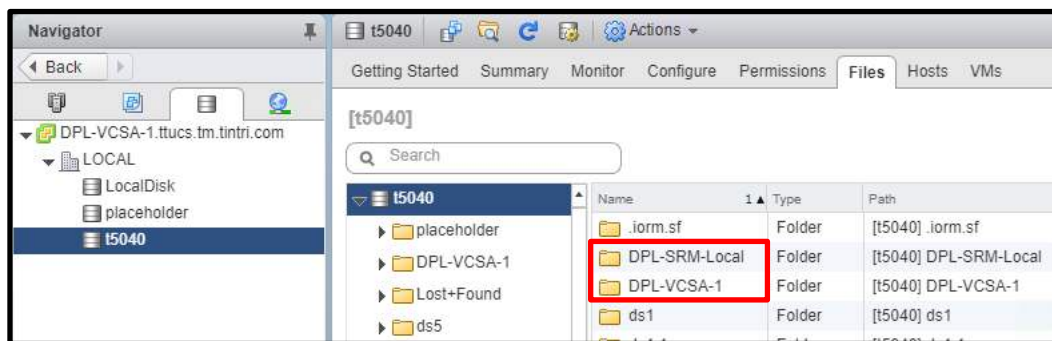 Navigator
Back
DPL-VCSA-1.ttucs.tm.tintri.com
LOCAL
LocalDisk
placeholder
t5040
t5040 Actions
Getting Started Summary Monitor Configure Permissions Files Hosts VMs
[t5040]
Search
t5040
placeholder
DPL-VCSA-1
Lost+Found
ds5
Name 1 Type Path
.iorm.sf Folder [t5040] .iorm.sf
DPL-SRM-Local Folder [t5040] DPL-SRM-Local
DPL-VCSA-1 Folder [t5040] DPL-VCSA-1
ds1 Folder [t5040] ds1